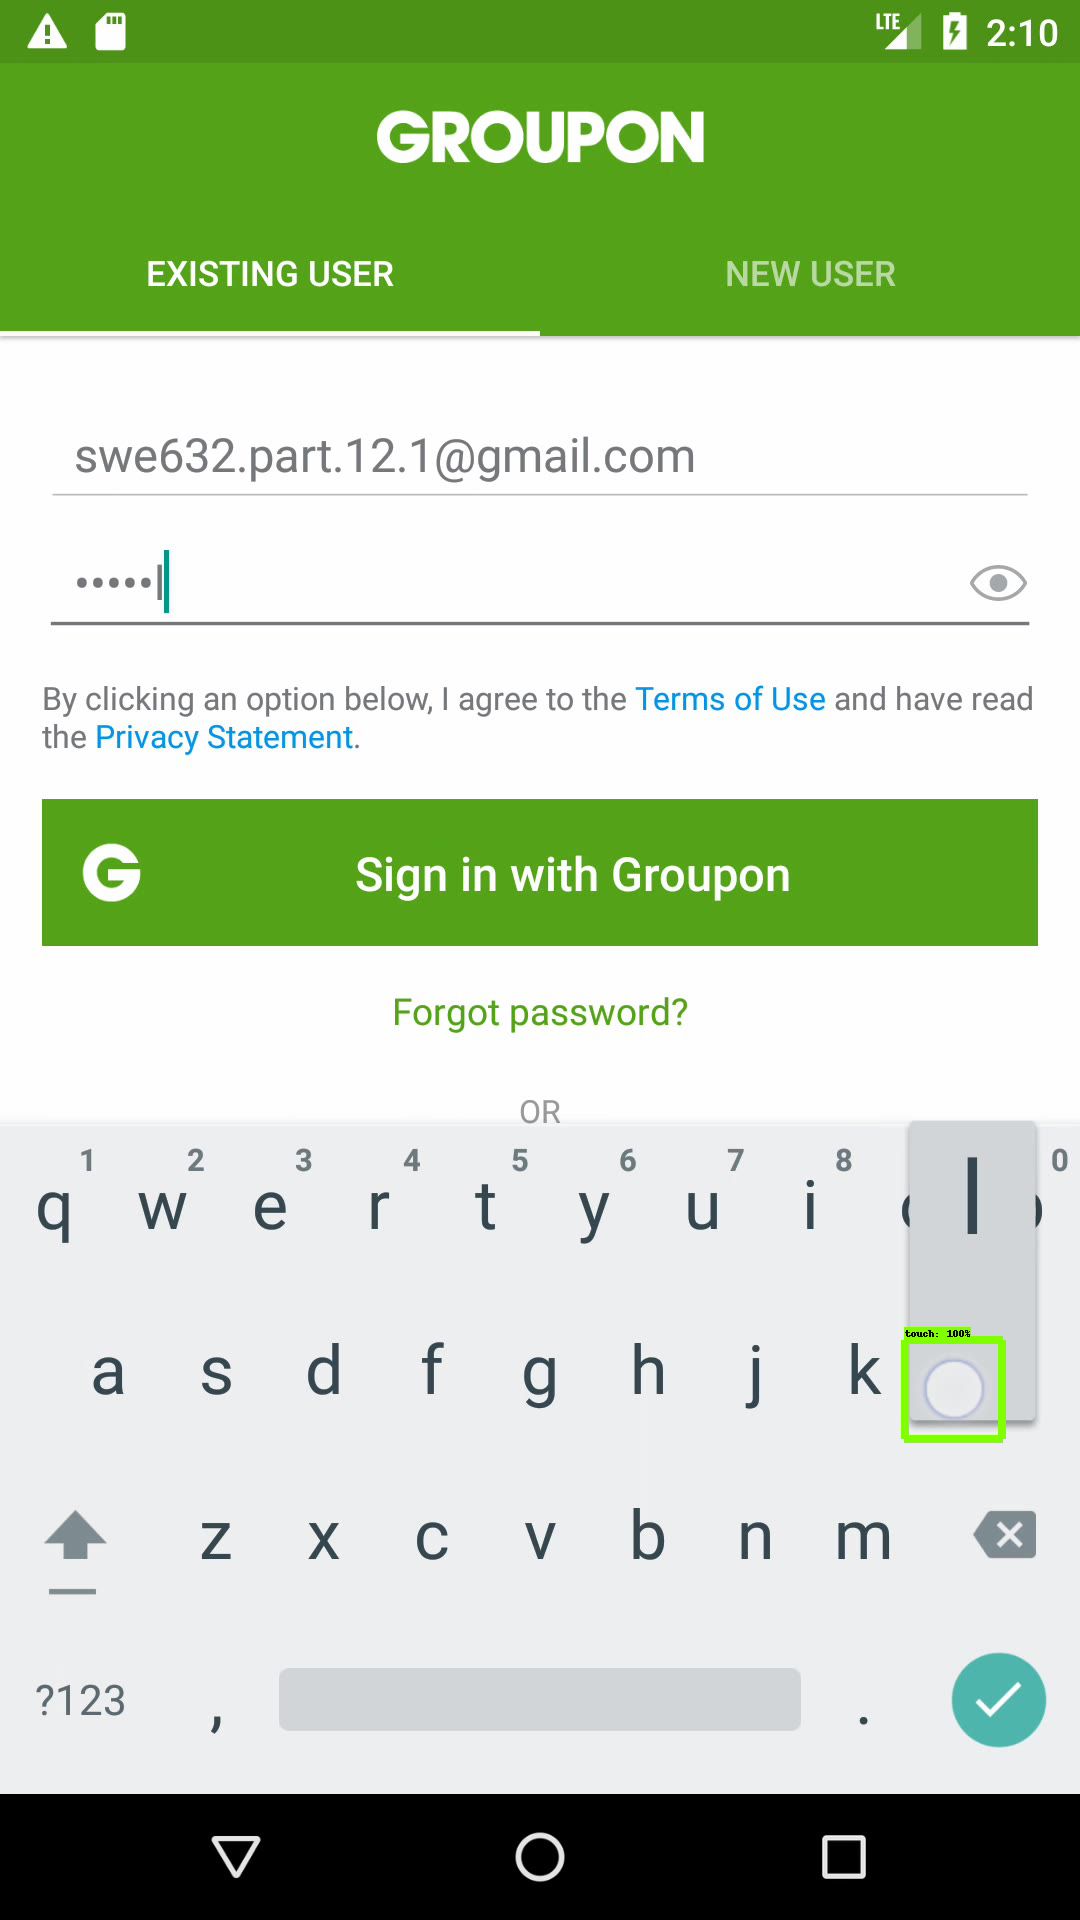 LTE 2:10
GROUPON
EXISTING USER NEW USER
swe632.part.12.1@gmail.com
•••••l
By clicking an option below, I agree to the Terms of Use and have read
the Privacy Statement.
G Sign in with Groupon
Forgot password?
OR
1 2 3 4 5 6 7 8 0
q w e r t y u i l
touch: 100%
a s d f g h j k
z x c v b n m
?123 , .